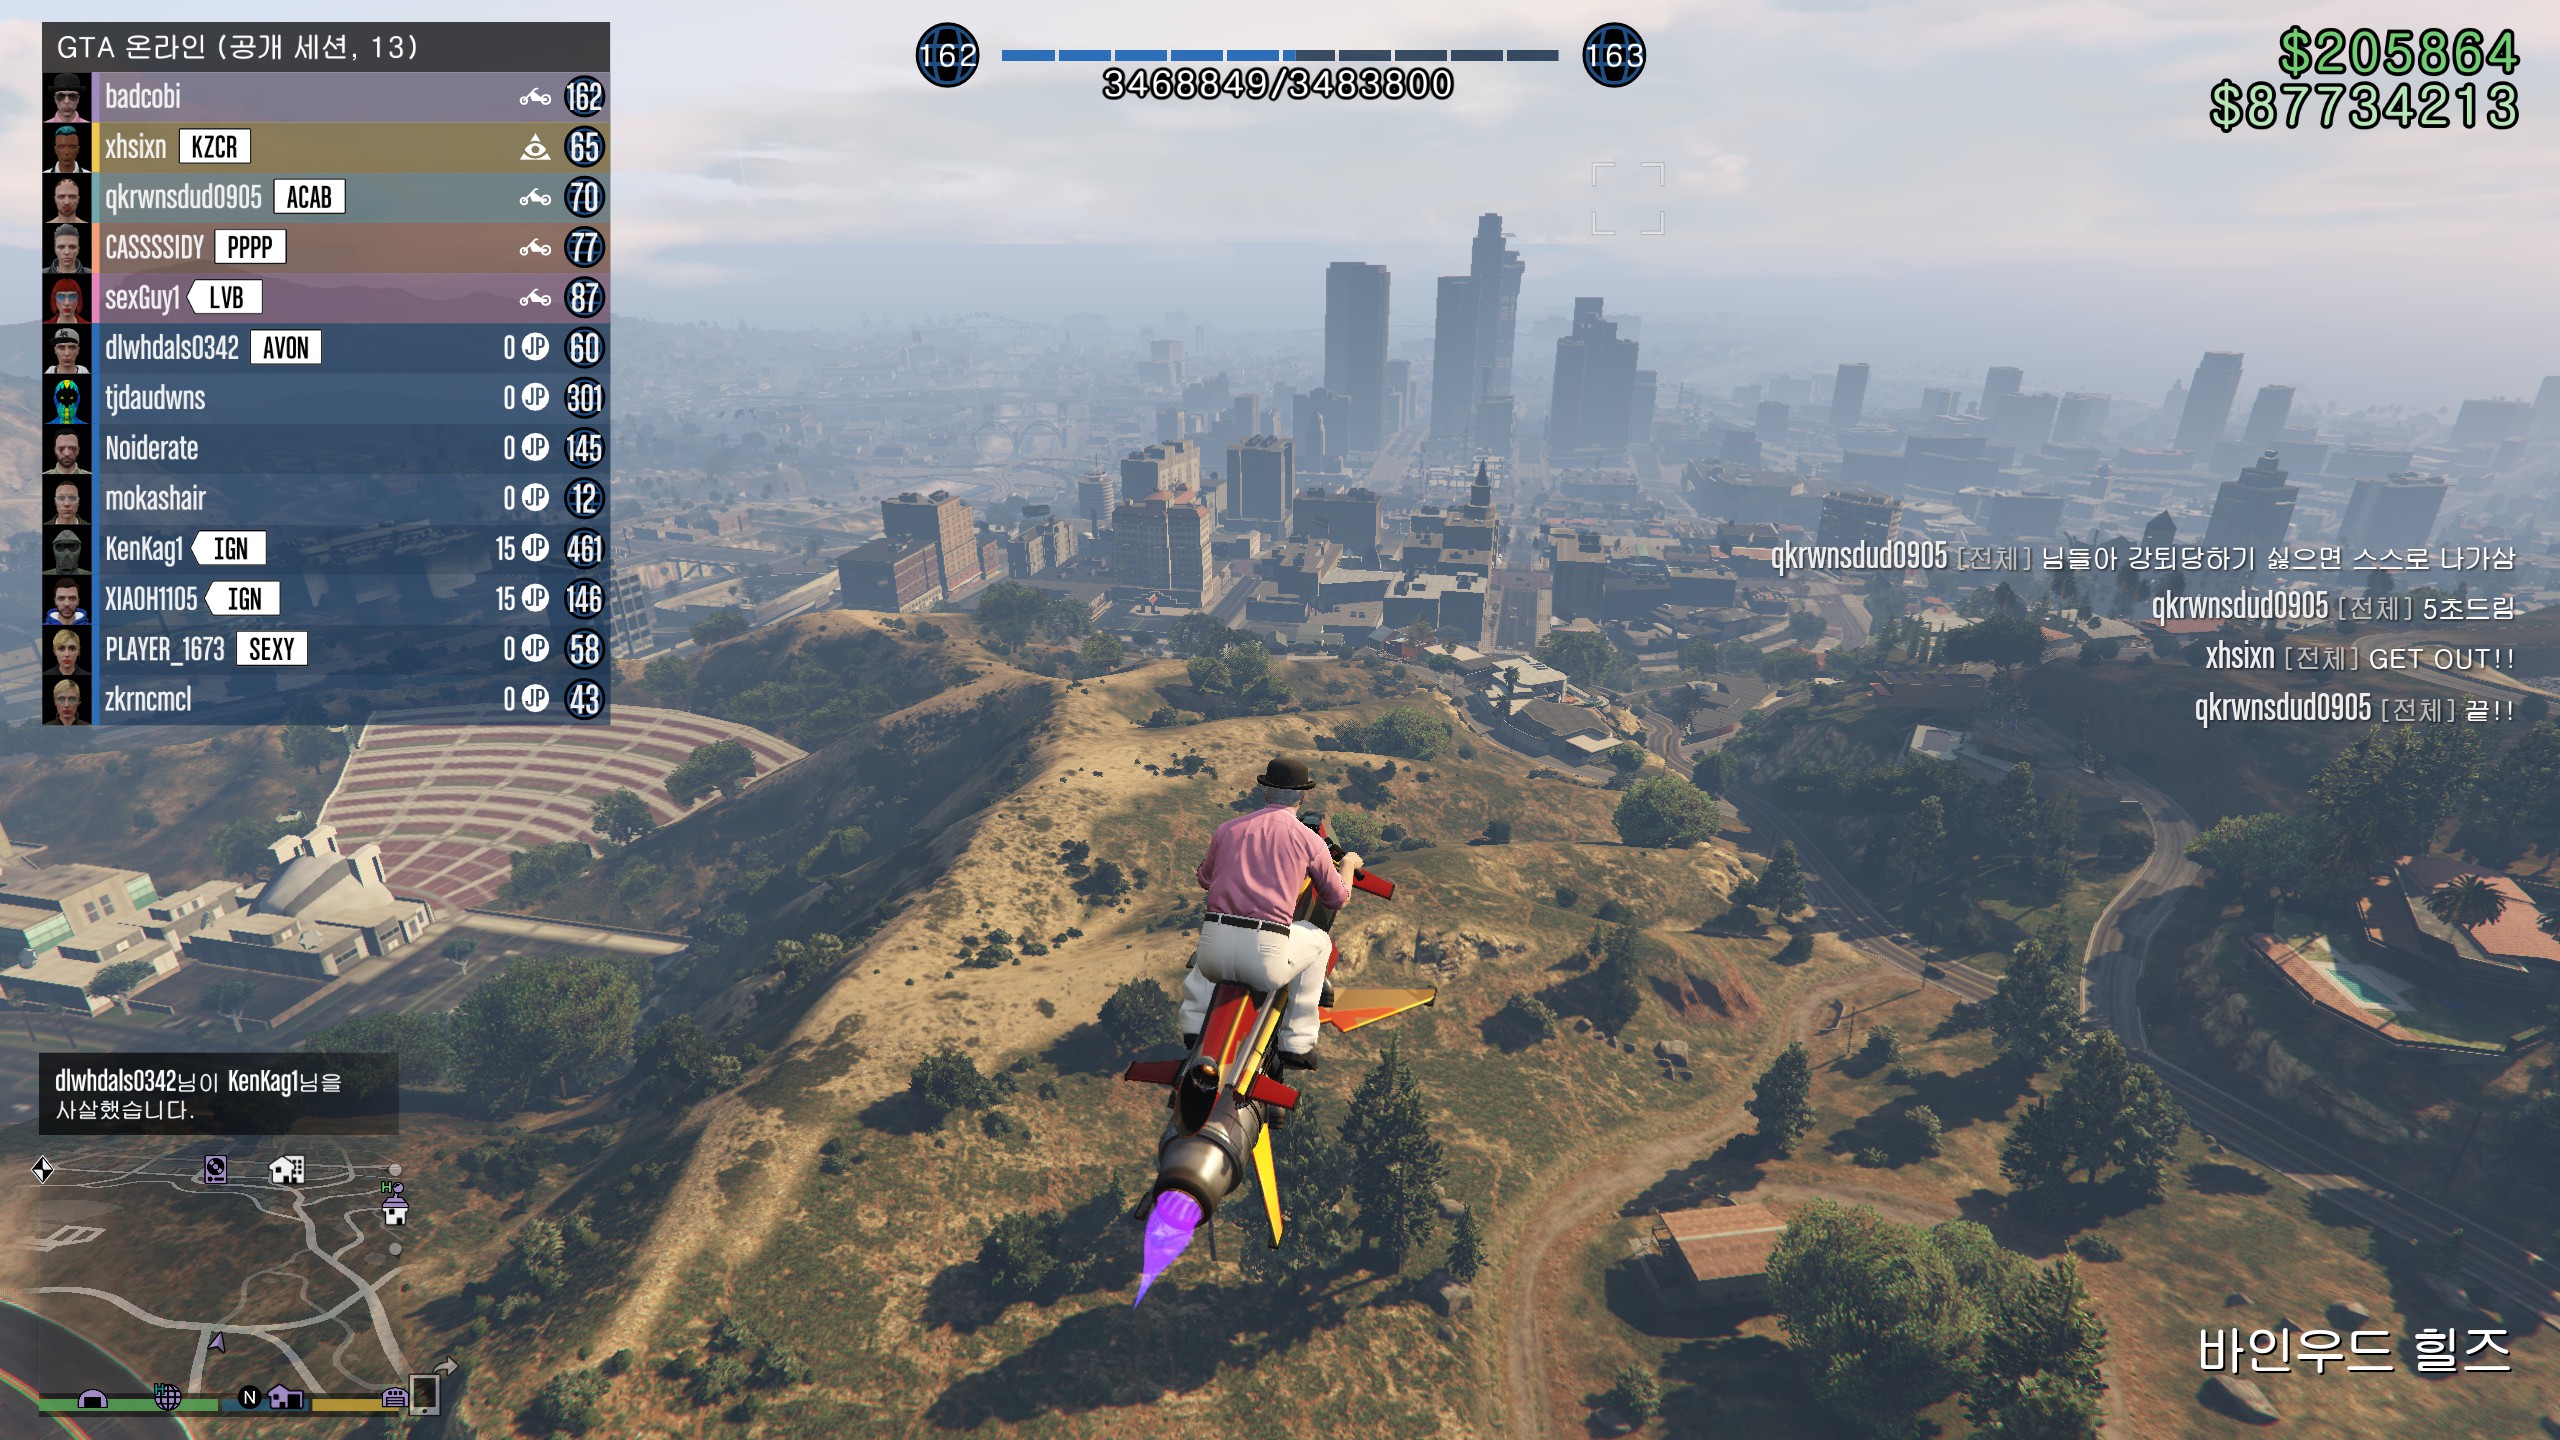 GTA 온라인 (공개 세션, 13)
badcobi 162
xhsixn KZCR 65
qkrwnsdud0905 ACAB 70
CASSSSIDY PPPP 77
sexGuy1 LVB 87
dlwhdals0342 AVON 0 JP 60
tjdaudwns 0 JP 301
Noiderate 0 JP 145
mokashair 0 JP 12
KenKag1 IGN 15 JP 461
XIAOH1105 IGN 15 JP 146
PLAYER_1673 SEXY 0 JP 58
zkrncmcl 0 JP 43
162 163
3468849/3483800
$205864
$87734213
qkrwnsdud0905 [전체] 님들아 강퇴당하기 싫으면 스스로 나가삼
qkrwnsdud0905 [전체] 5초드림
xhsixn [전체] GET OUT!!
qkrwnsdud0905 [전체] 끝!!
dlwhdals0342님이 KenKag1님을
사살했습니다.
H
H
N
바인우드 힐즈